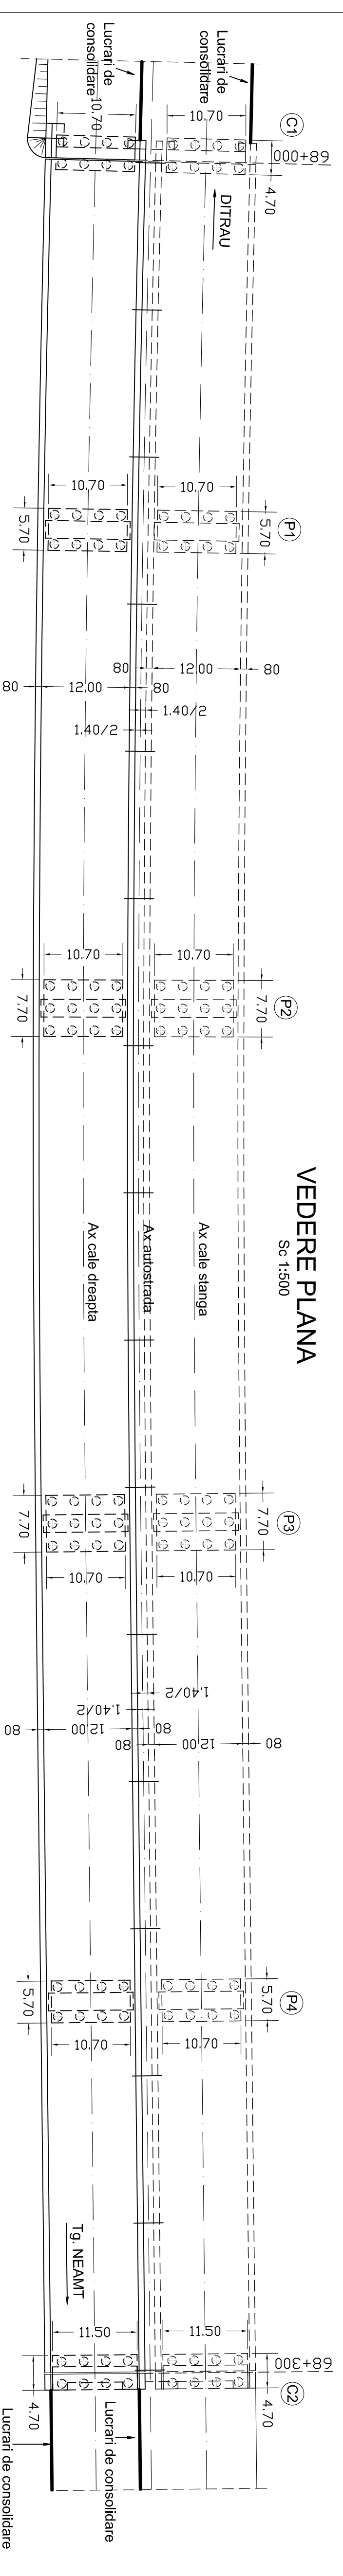 VEDERE PLANA
Sc 1:500
Lucrari de
consolidare
Lucrari de
consolidare
C1
68+000
10.70
10.70
4.70
DITRAU
P1
10.70
10.70
5.70
5.70
80
12.00
80
80
12.00
80
1.40/2
1.40/2
P2
10.70
10.70
7.70
7.70
Ax cale dreapta
Ax autostrada
Ax cale stanga
P3
10.70
10.70
7.70
7.70
1.40/2
1.40/2
80
12.00
80
80
12.00
80
P4
10.70
10.70
5.70
5.70
Tg. NEAMT
11.50
11.50
68+300
C2
4.70
4.70
Lucrari de consolidare
Lucrari de consolidare